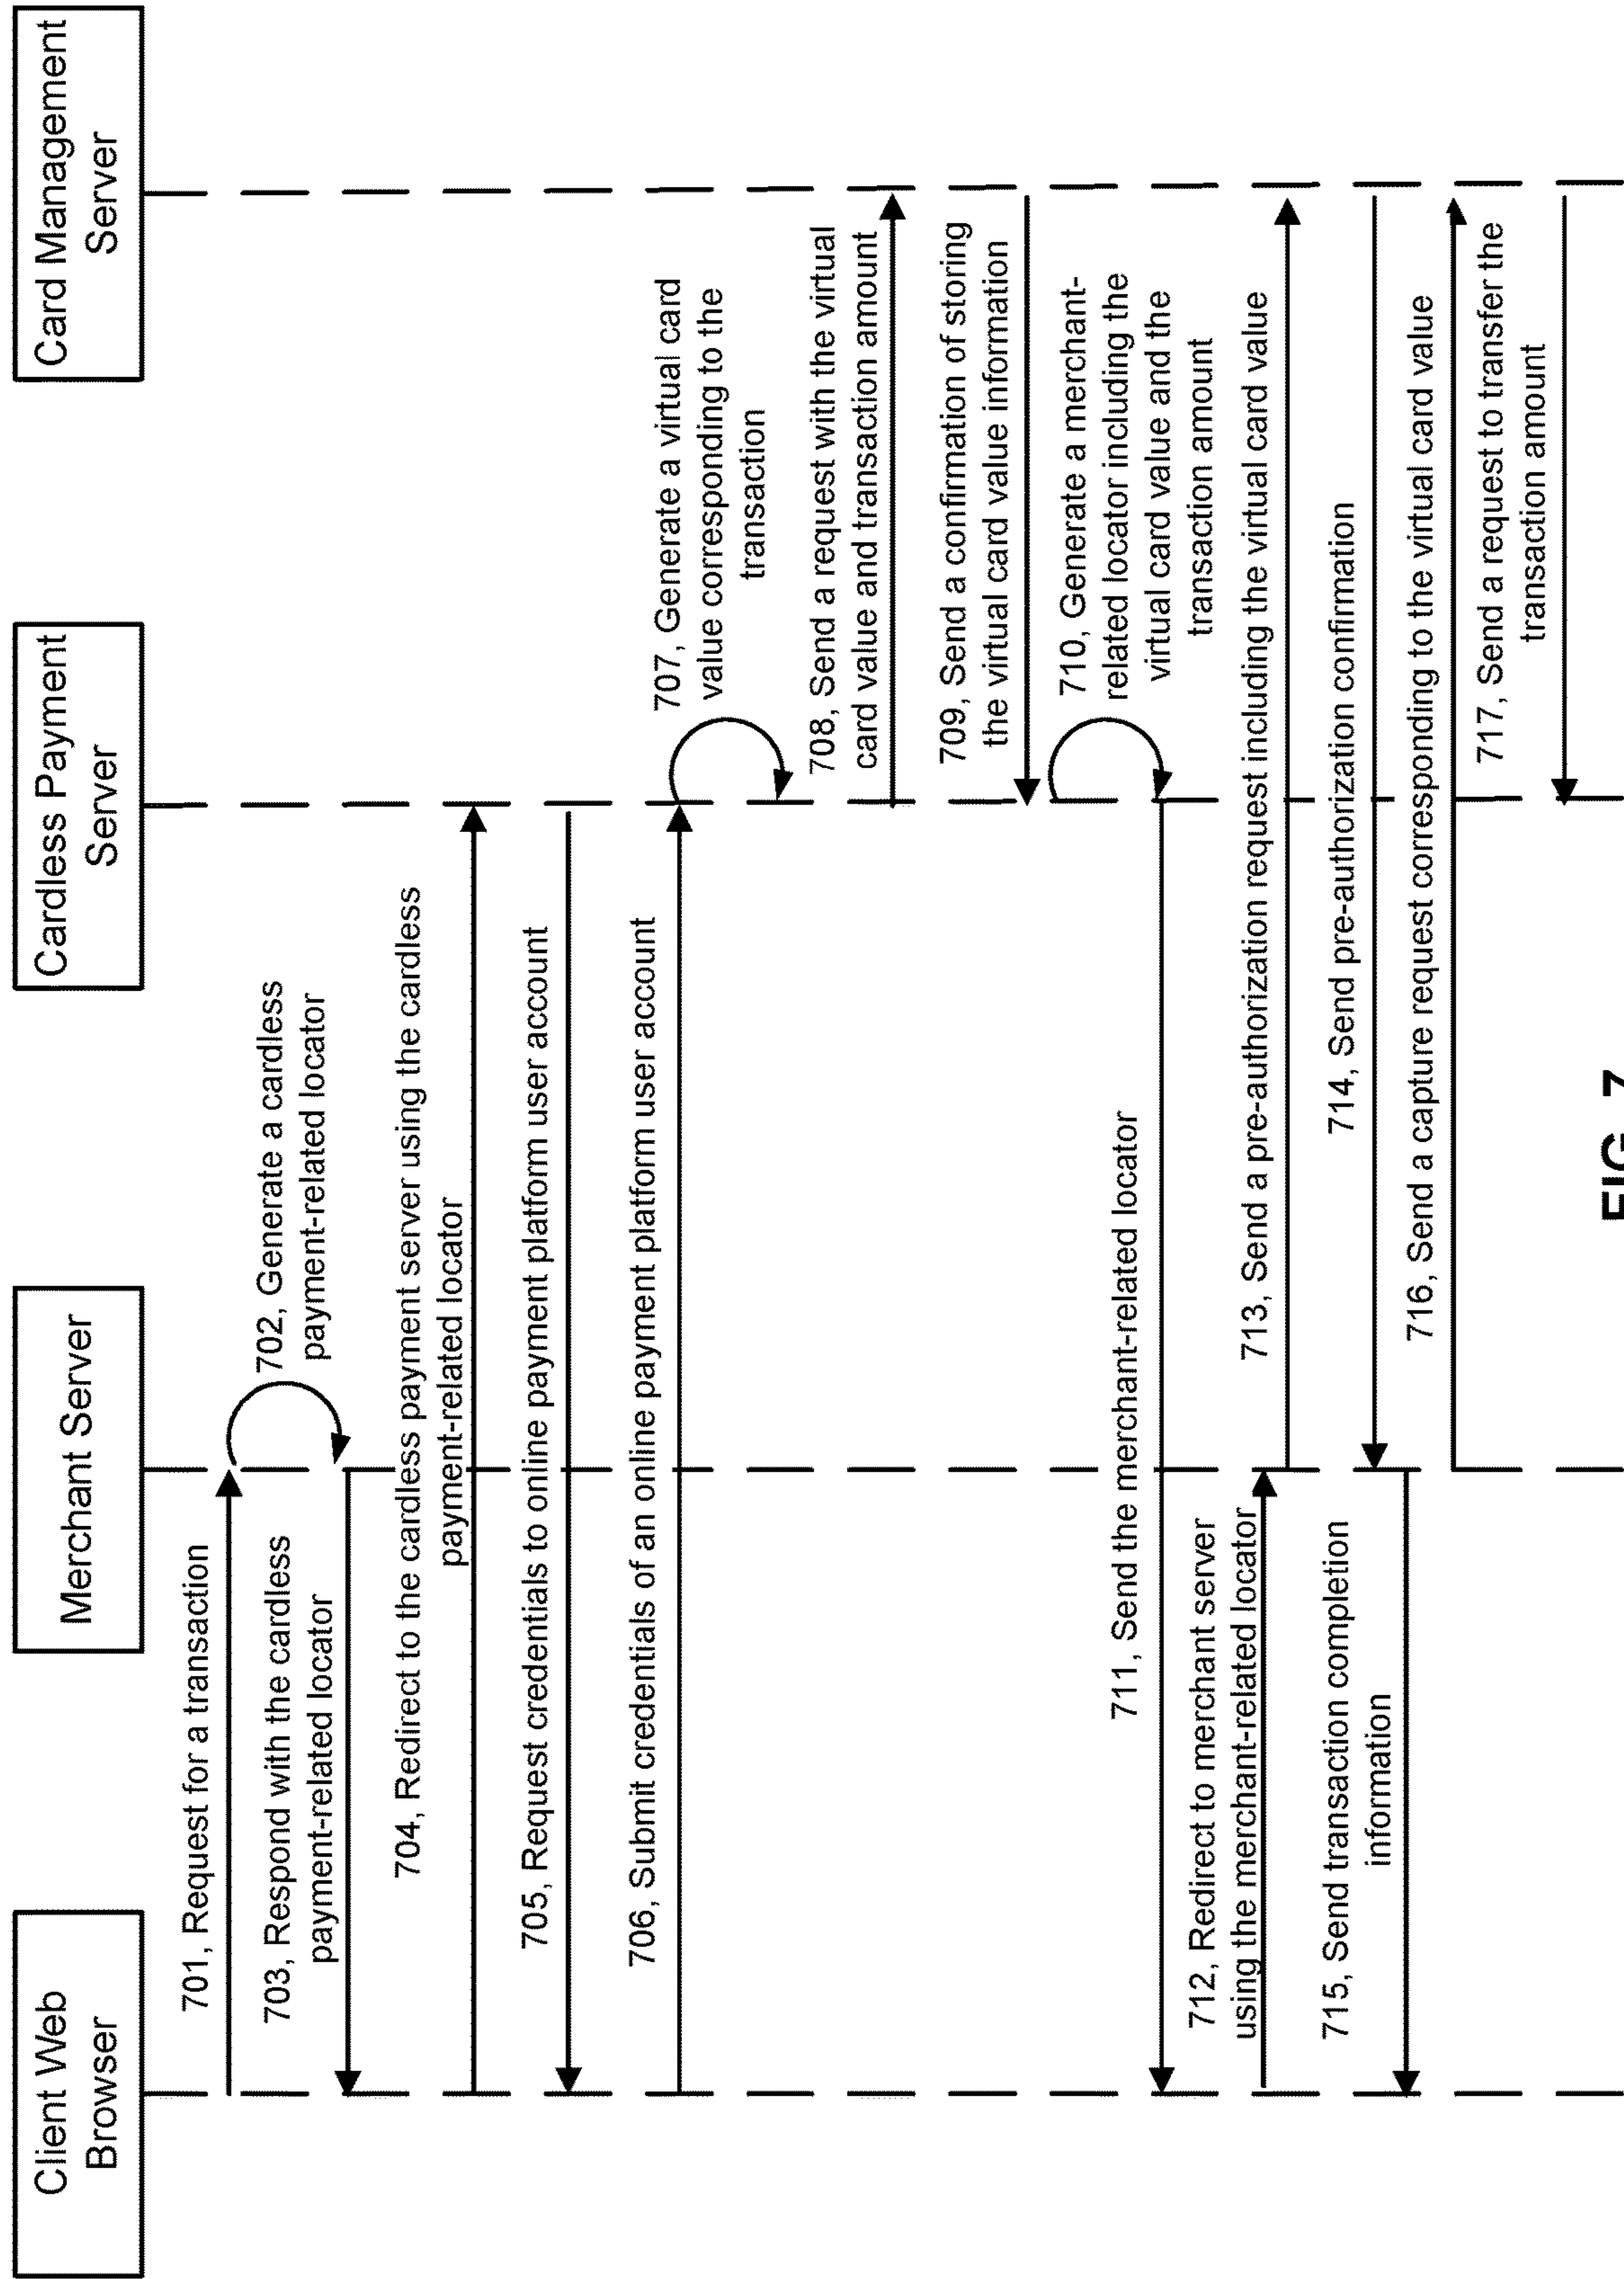 Client Web
Browser
Merchant Server
Cardless Payment
Server
Card Management
Server
701, Request for a transaction
702, Generate a cardless
payment-related locator
703, Respond with the cardless
payment-related locator
704, Redirect to the cardless payment server using the cardless
payment-related locator
705, Request credentials to online payment platform user account
706, Submit credentials of an online payment platform user account
707, Generate a virtual card
value corresponding to the
transaction
708, Send a request with the virtual
card value and transaction amount
709, Send a confirmation of storing
the virtual card value information
710, Generate a merchant-
related locator including the
virtual card value and the
transaction amount
711, Send the merchant-related locator
712, Redirect to merchant server
using the merchant-related locator
713, Send a pre-authorization request including the virtual card value
714, Send pre-authorization confirmation
715, Send transaction completion
information
716, Send a capture request corresponding to the virtual card value
717, Send a request to transfer the
transaction amount
FIG. 7